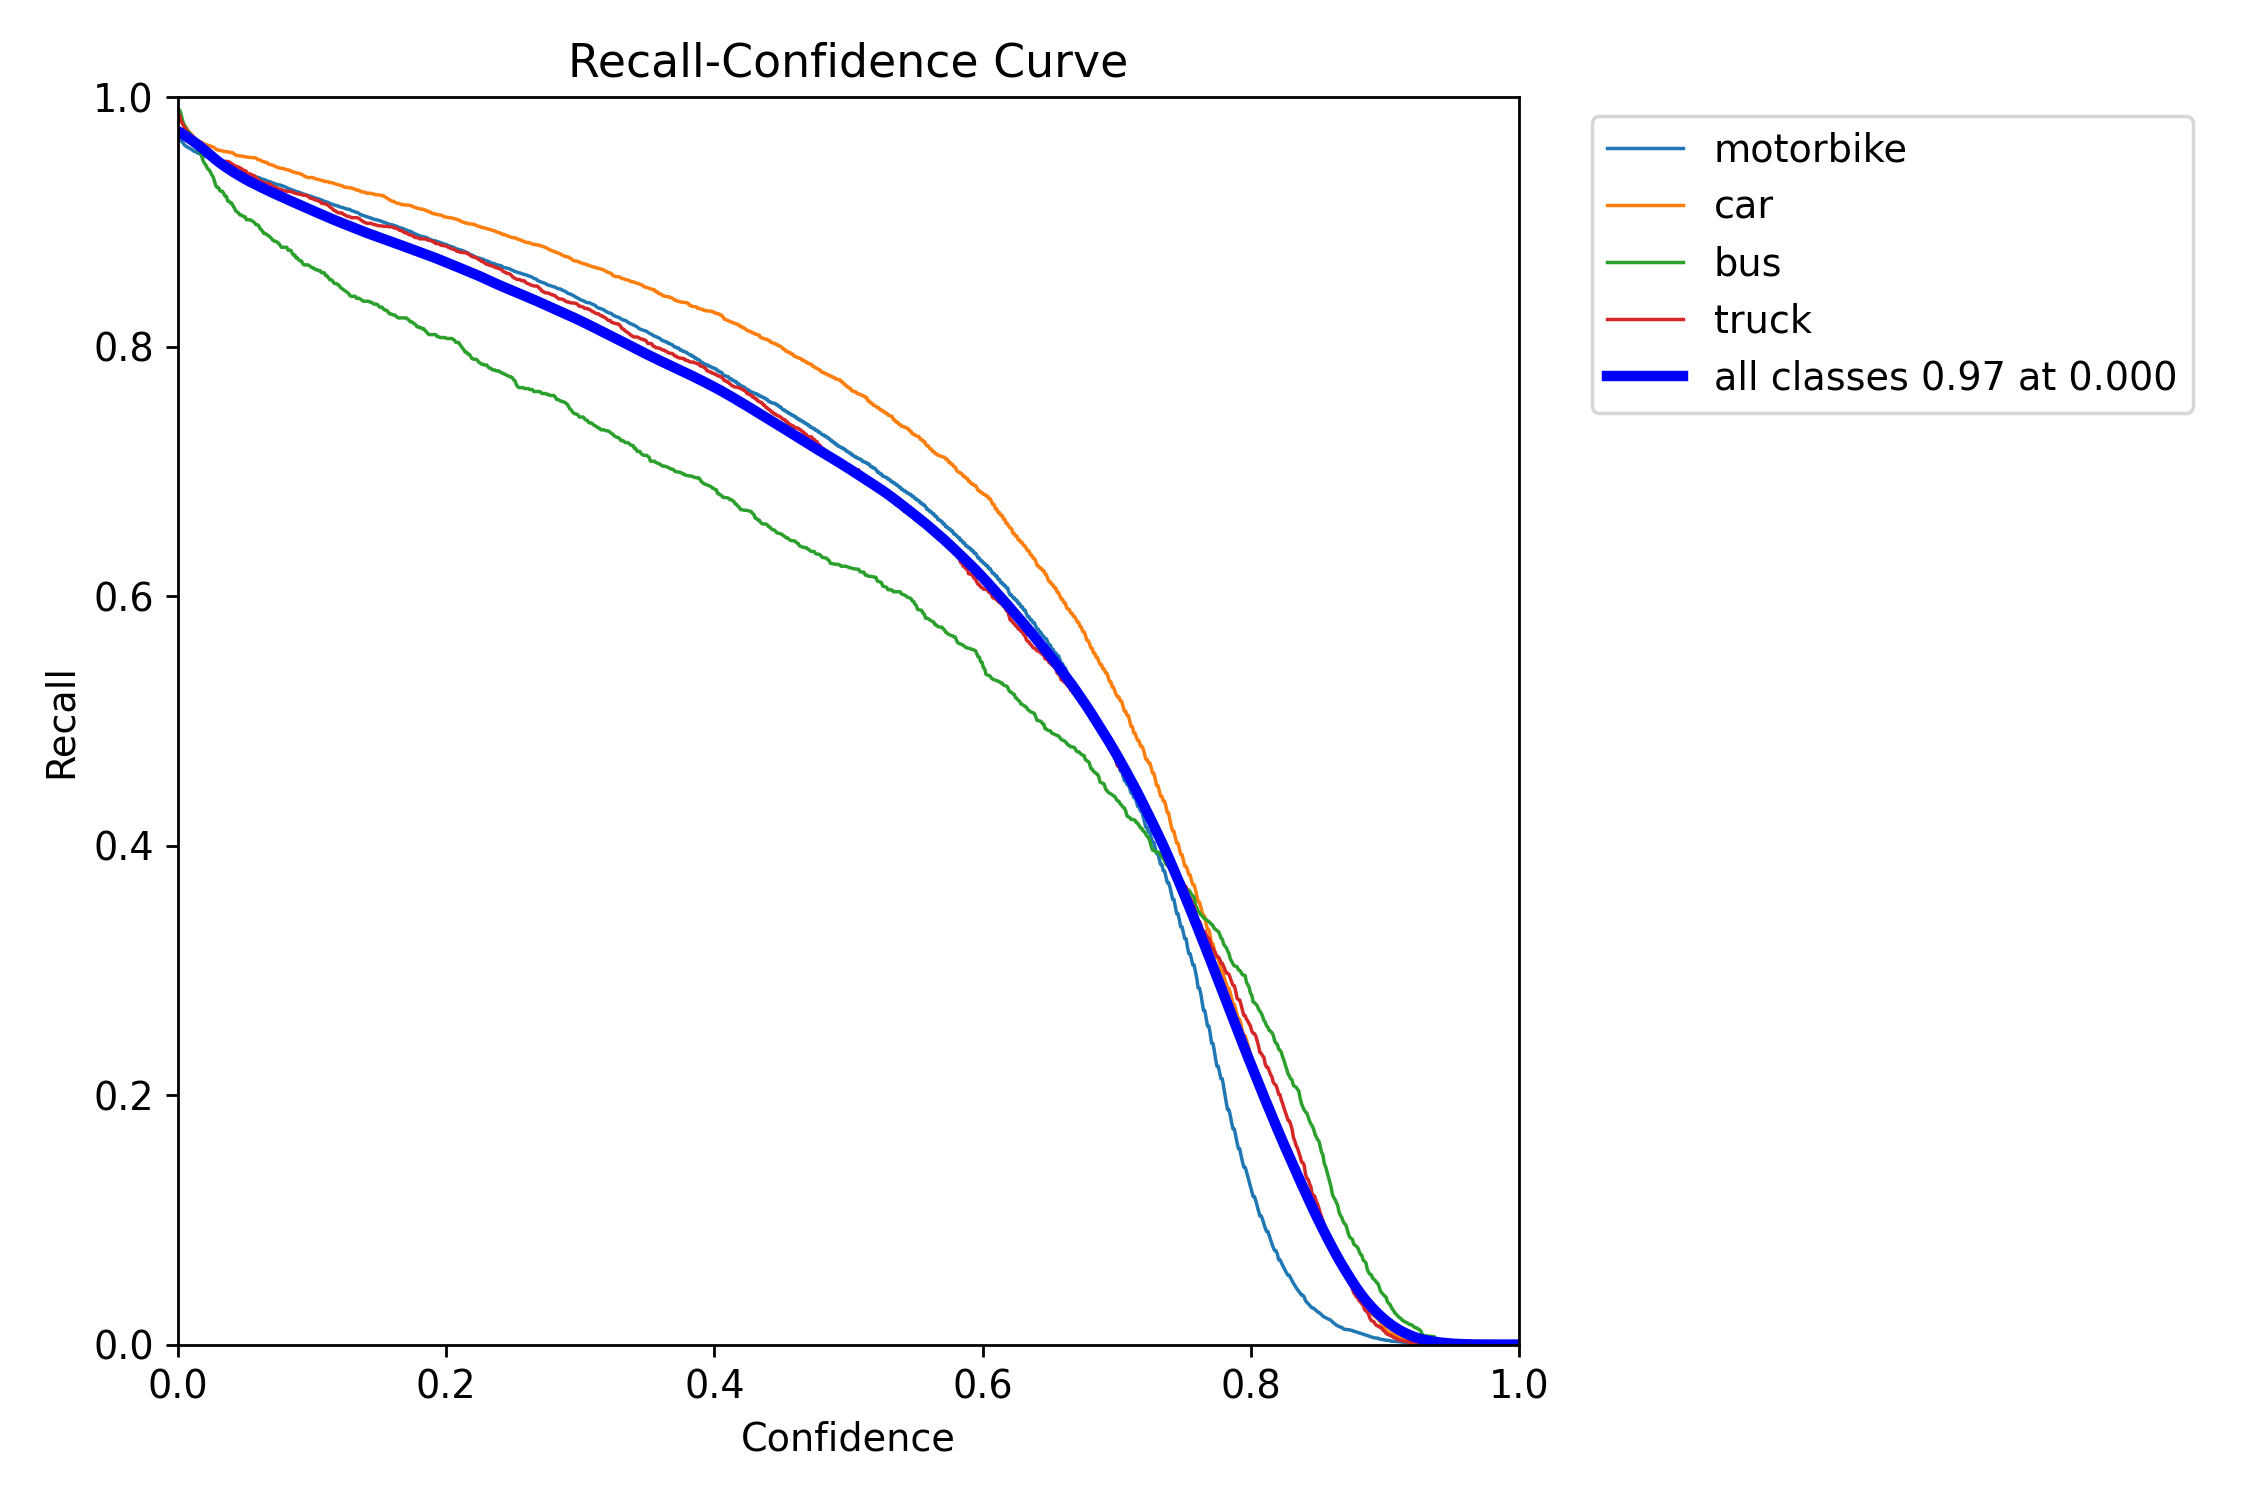 Recall-Confidence Curve
1.0
0.8
0.6
0.4
0.2
0.0
Recall
0.0 0.2 0.4 0.6 0.8 1.0
Confidence
motorbike
car
bus
truck
all classes 0.97 at 0.000